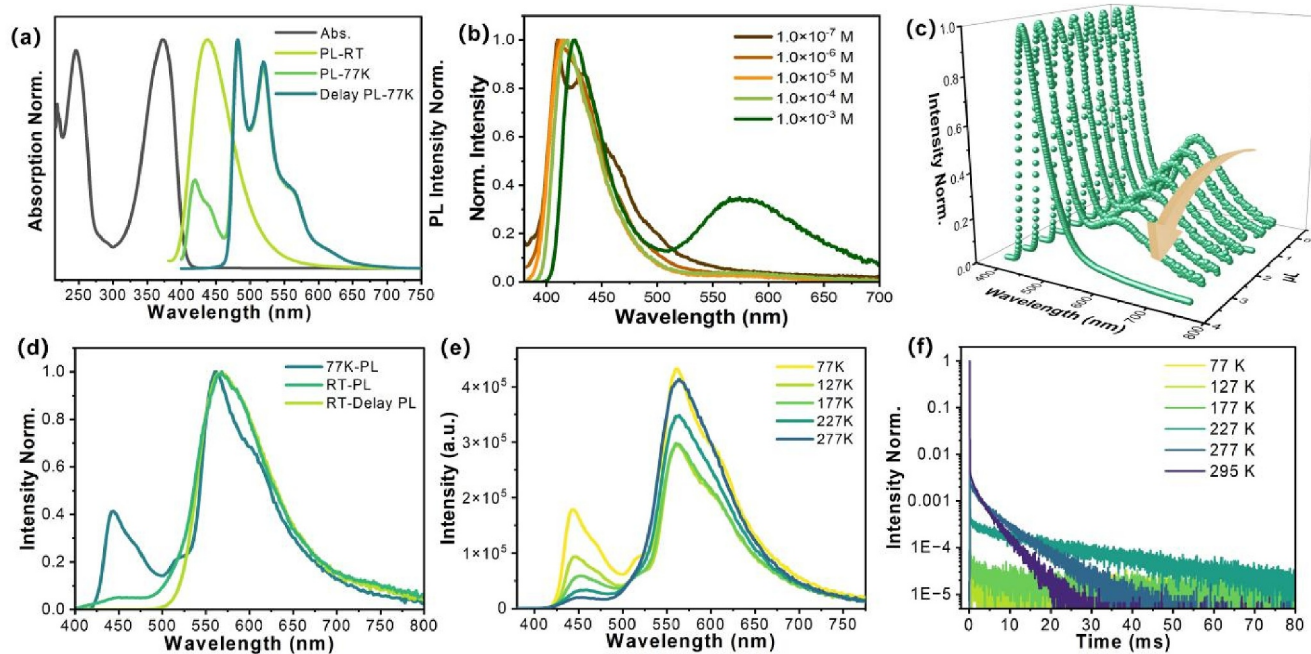 (a)
Abs.
PL-RT
PL-77K
Delay PL-77K
Absorption Norm.
PL Intensity Norm.
200 250 300 350 400 450 500 550 600 650 700 750
Wavelength (nm)
(b)
1.0×10⁻⁷ M
1.0×10⁻⁶ M
1.0×10⁻⁵ M
1.0×10⁻⁴ M
1.0×10⁻³ M
Norm. Intensity
1.0
0.8
0.6
0.4
0.2
0.0
400 450 500 550 600 650 700
Wavelength (nm)
(c)
Intensity Norm.
1.0
0.8
0.6
0.4
0.2
0.0
400 500 600 700 800
Wavelength (nm)
0 1 2 3 4
μL
(d)
77K-PL
RT-PL
RT-Delay PL
Intensity Norm.
1.0
0.8
0.6
0.4
0.2
0.0
400 450 500 550 600 650 700 750 800
Wavelength (nm)
(e)
77K
127K
177K
227K
277K
Intensity (a.u.)
4×10⁵
3×10⁵
2×10⁵
1×10⁵
0
400 450 500 550 600 650 700 750
Wavelength (nm)
(f)
77 K
127 K
177 K
227 K
277 K
295 K
Intensity Norm.
1
0.1
0.01
0.001
1E−4
1E−5
0 10 20 30 40 50 60 70 80
Time (ms)